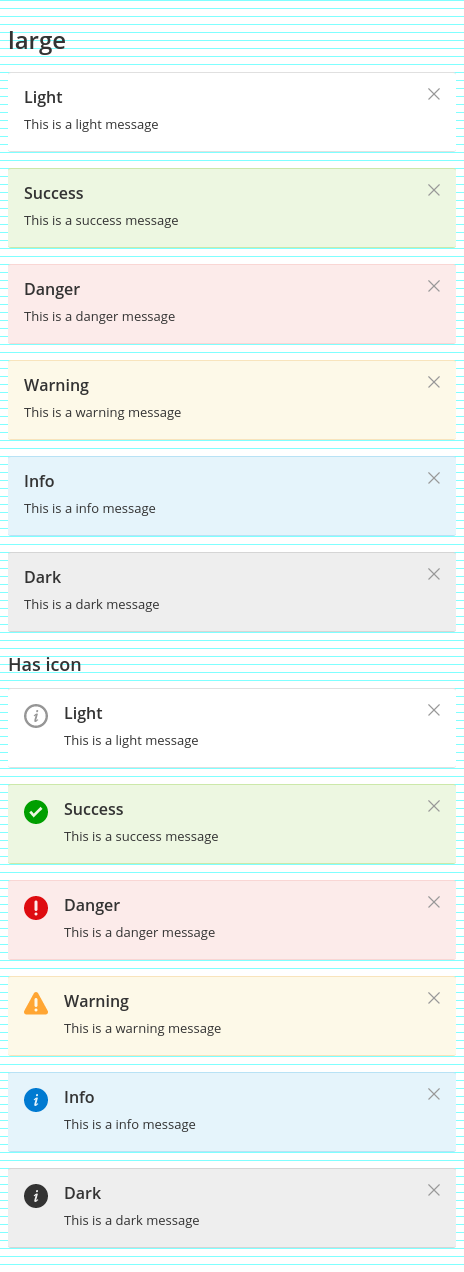 large
Light
This is a light message
Success
This is a success message
Danger
This is a danger message
Warning
This is a warning message
Info
This is a info message
Dark
This is a dark message
Has icon
Light
This is a light message
Success
This is a success message
Danger
This is a danger message
Warning
This is a warning message
Info
This is a info message
Dark
This is a dark message